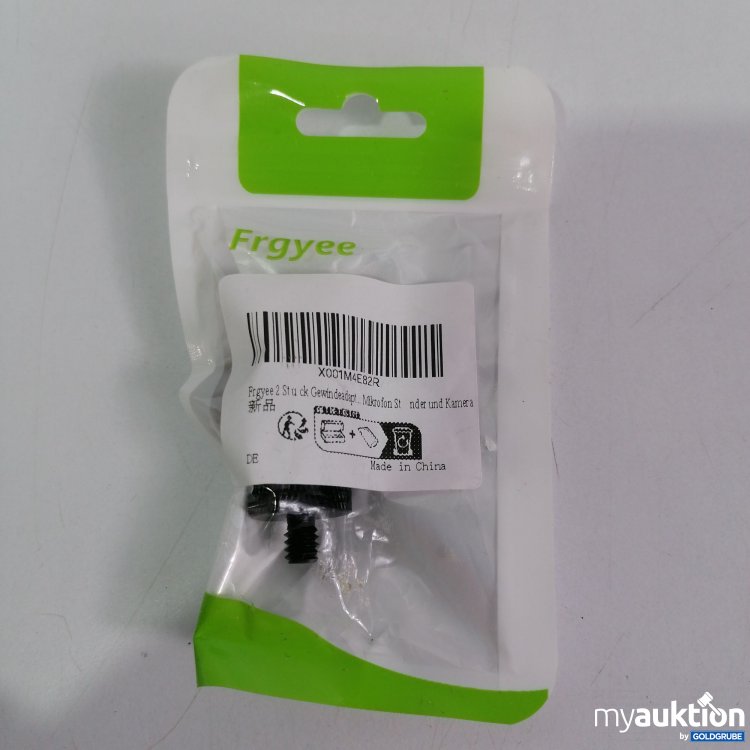 Frgyee
X001M4E82R
Frgyee 2 Stück Gewindeadapt.. Mikrofon St nder und Kamera
新品
DE
Made in China
myauktion
by GOLDGRUBE